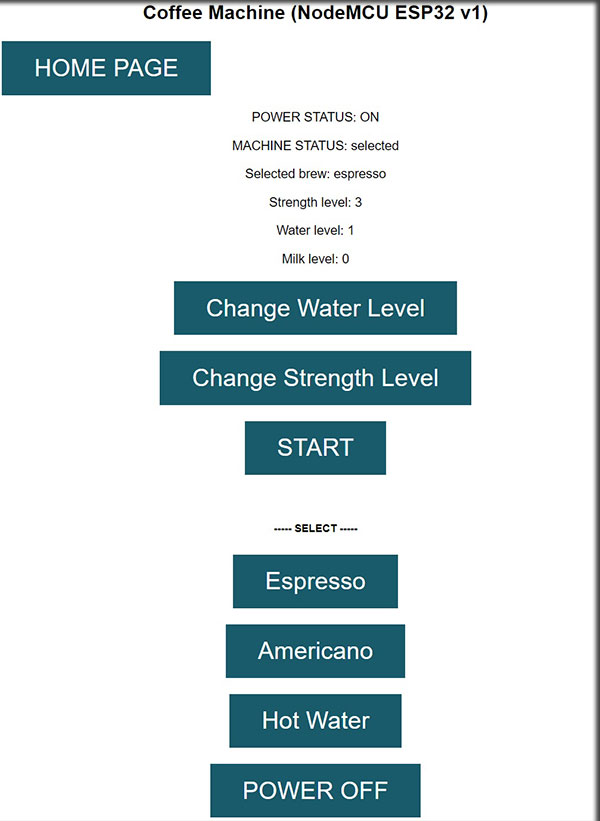 Coffee Machine (NodeMCU ESP32 v1)
HOME PAGE
POWER STATUS: ON
MACHINE STATUS: selected
Selected brew: espresso
Strength level: 3
Water level: 1
Milk level: 0
Change Water Level
Change Strength Level
START
----- SELECT -----
Espresso
Americano
Hot Water
POWER OFF